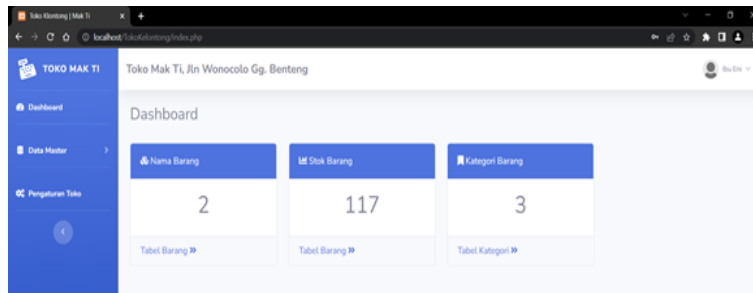 Toko Klontong | Mak Ti
localhost/TokoKelontong/index.php
TOKO MAK TI
Toko Mak Ti, Jln Wonocolo Gg. Benteng
Ibu Eni
Dashboard
Dashboard
Data Master
Pengaturan Toko
Nama Barang
Stok Barang
Kategori Barang
2
117
3
Tabel Barang
Tabel Barang
Tabel Kategori